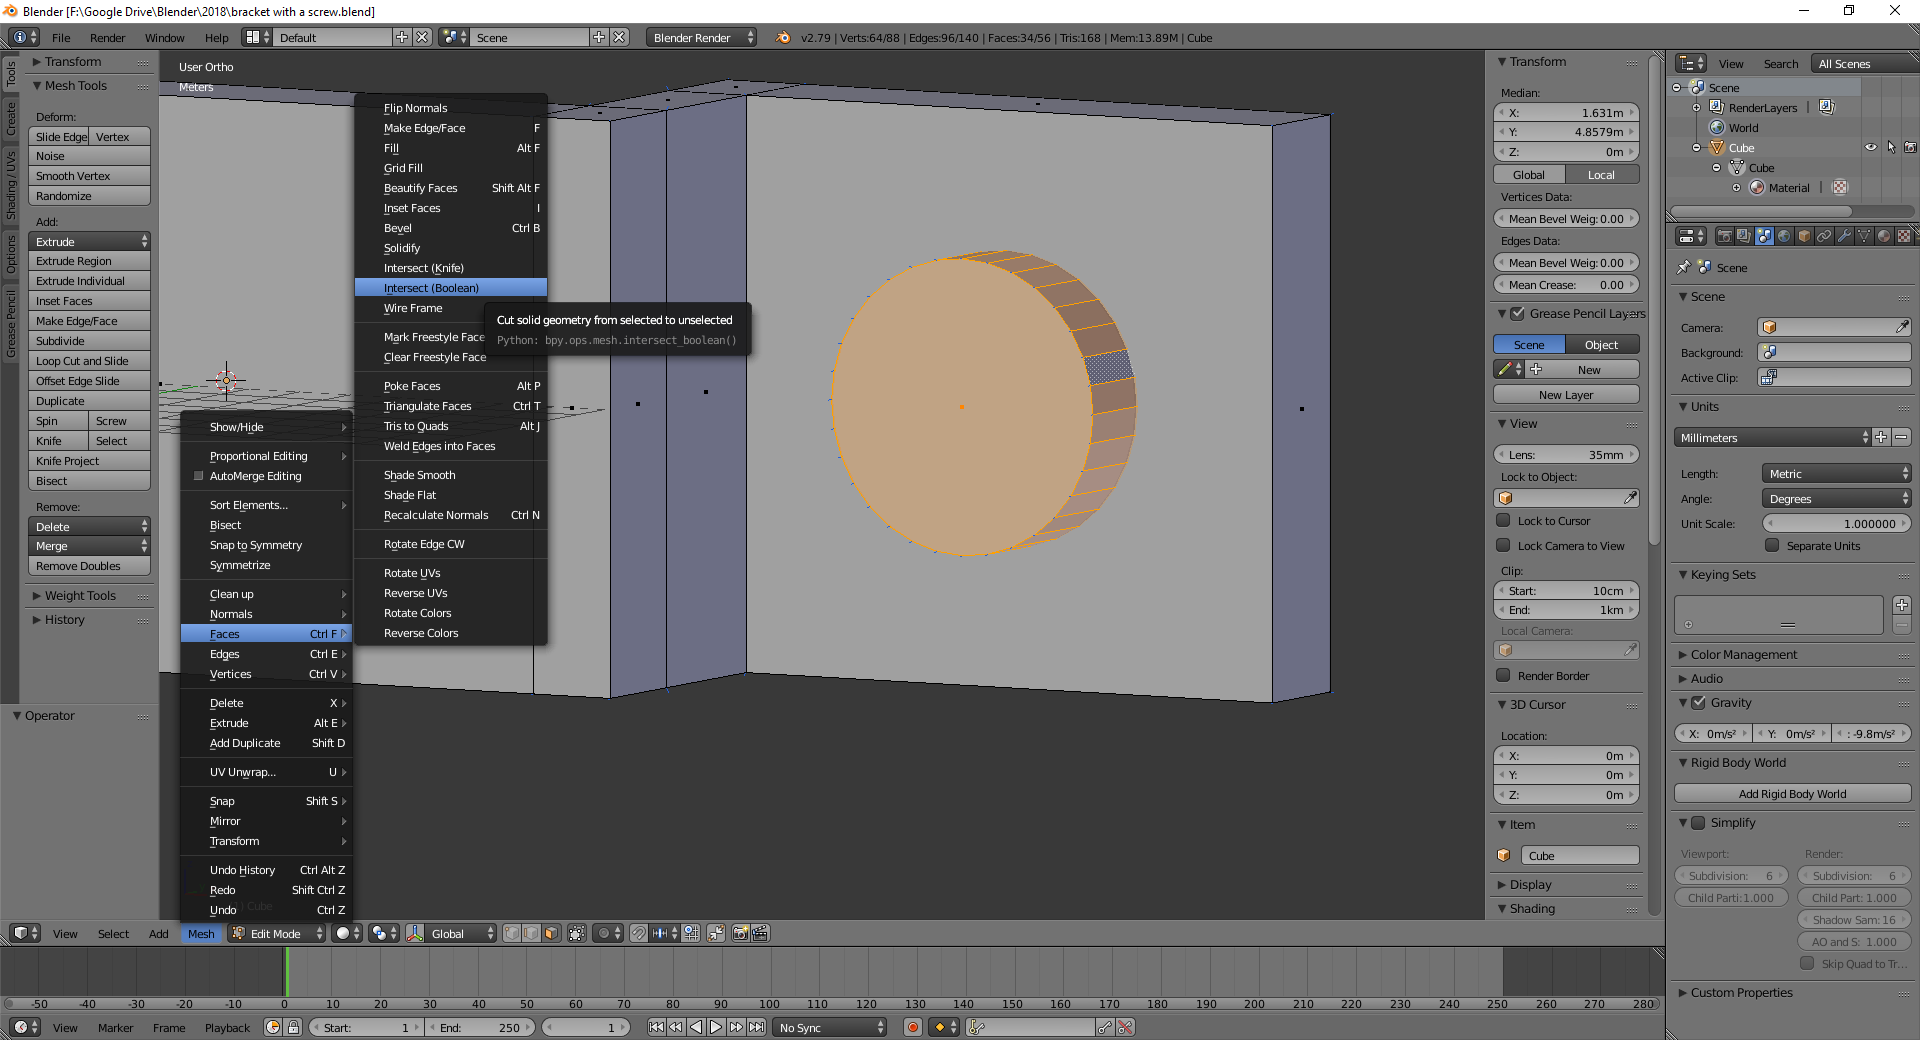 Blender [F:\Google Drive\Blender\2018\bracket with a screw.blend]
File Render Window Help Default Scene Blender Render v2.79 | Verts:64/88 | Edges:96/140 | Faces:34/56 | Tris:168 | Mem:13.89M | Cube
Tools
Create
Shading / UVs
Options
Grease Pencil
Transform
Mesh Tools
Deform:
Slide Edge Vertex
Noise
Smooth Vertex
Randomize
Add:
Extrude
Extrude Region
Extrude Individual
Inset Faces
Make Edge/Face
Subdivide
Loop Cut and Slide
Offset Edge Slide
Duplicate
Spin Screw
Knife Select
Knife Project
Bisect
Remove:
Delete
Merge
Remove Doubles
Weight Tools
History
Operator
User Ortho
Meters
Flip Normals
Make Edge/Face F
Fill Alt F
Grid Fill
Beautify Faces Shift Alt F
Inset Faces I
Bevel Ctrl B
Solidify
Intersect (Knife)
Intersect (Boolean)
Wire Frame
Mark Freestyle Face
Clear Freestyle Face
Poke Faces Alt P
Triangulate Faces Ctrl T
Tris to Quads Alt J
Weld Edges into Faces
Shade Smooth
Shade Flat
Recalculate Normals Ctrl N
Rotate Edge CW
Rotate UVs
Reverse UVs
Rotate Colors
Reverse Colors
Cut solid geometry from selected to unselected
Python: bpy.ops.mesh.intersect_boolean()
Show/Hide
Proportional Editing
AutoMerge Editing
Sort Elements...
Bisect
Snap to Symmetry
Symmetrize
Clean up
Normals
Faces Ctrl F
Edges Ctrl E
Vertices Ctrl V
Delete X
Extrude Alt E
Add Duplicate Shift D
UV Unwrap... U
Snap Shift S
Mirror
Transform
Undo History Ctrl Alt Z
Redo Shift Ctrl Z
Undo Ctrl Z
Cube
View Select Add Mesh Edit Mode Global
Transform
Median:
X: 1.631m
Y: 4.8579m
Z: 0m
Global Local
Vertices Data:
Mean Bevel Weig: 0.00
Edges Data:
Mean Bevel Weig: 0.00
Mean Crease: 0.00
Grease Pencil Layers
Scene Object
New
New Layer
View
Lens: 35mm
Lock to Object:
Lock to Cursor
Lock Camera to View
Clip:
Start: 10cm
End: 1km
Local Camera:
Render Border
3D Cursor
Location:
X: 0m
Y: 0m
Z: 0m
Item
Cube
Display
Shading
View Search All Scenes
Scene
RenderLayers |
World
Cube
Cube
Material |
Scene
Scene
Camera:
Background:
Active Clip:
Units
Millimeters
Length: Metric
Angle: Degrees
Unit Scale: 1.000000
Separate Units
Keying Sets
Color Management
Audio
Gravity
X: 0m/s² Y: 0m/s² : -9.8m/s²
Rigid Body World
Add Rigid Body World
Simplify
Viewport: Render:
Subdivision: 6 Subdivision: 6
Child Parti: 1.000 Child Part: 1.000
Shadow Sam: 16
AO and S: 1.000
Skip Quad to Tr...
Custom Properties
-50 -40 -30 -20 -10 0 10 20 30 40 50 60 70 80 90 100 110 120 130 140 150 160 170 180 190 200 210 220 230 240 250 260 270 280
View Marker Frame Playback Start: 1 End: 250 1 No Sync